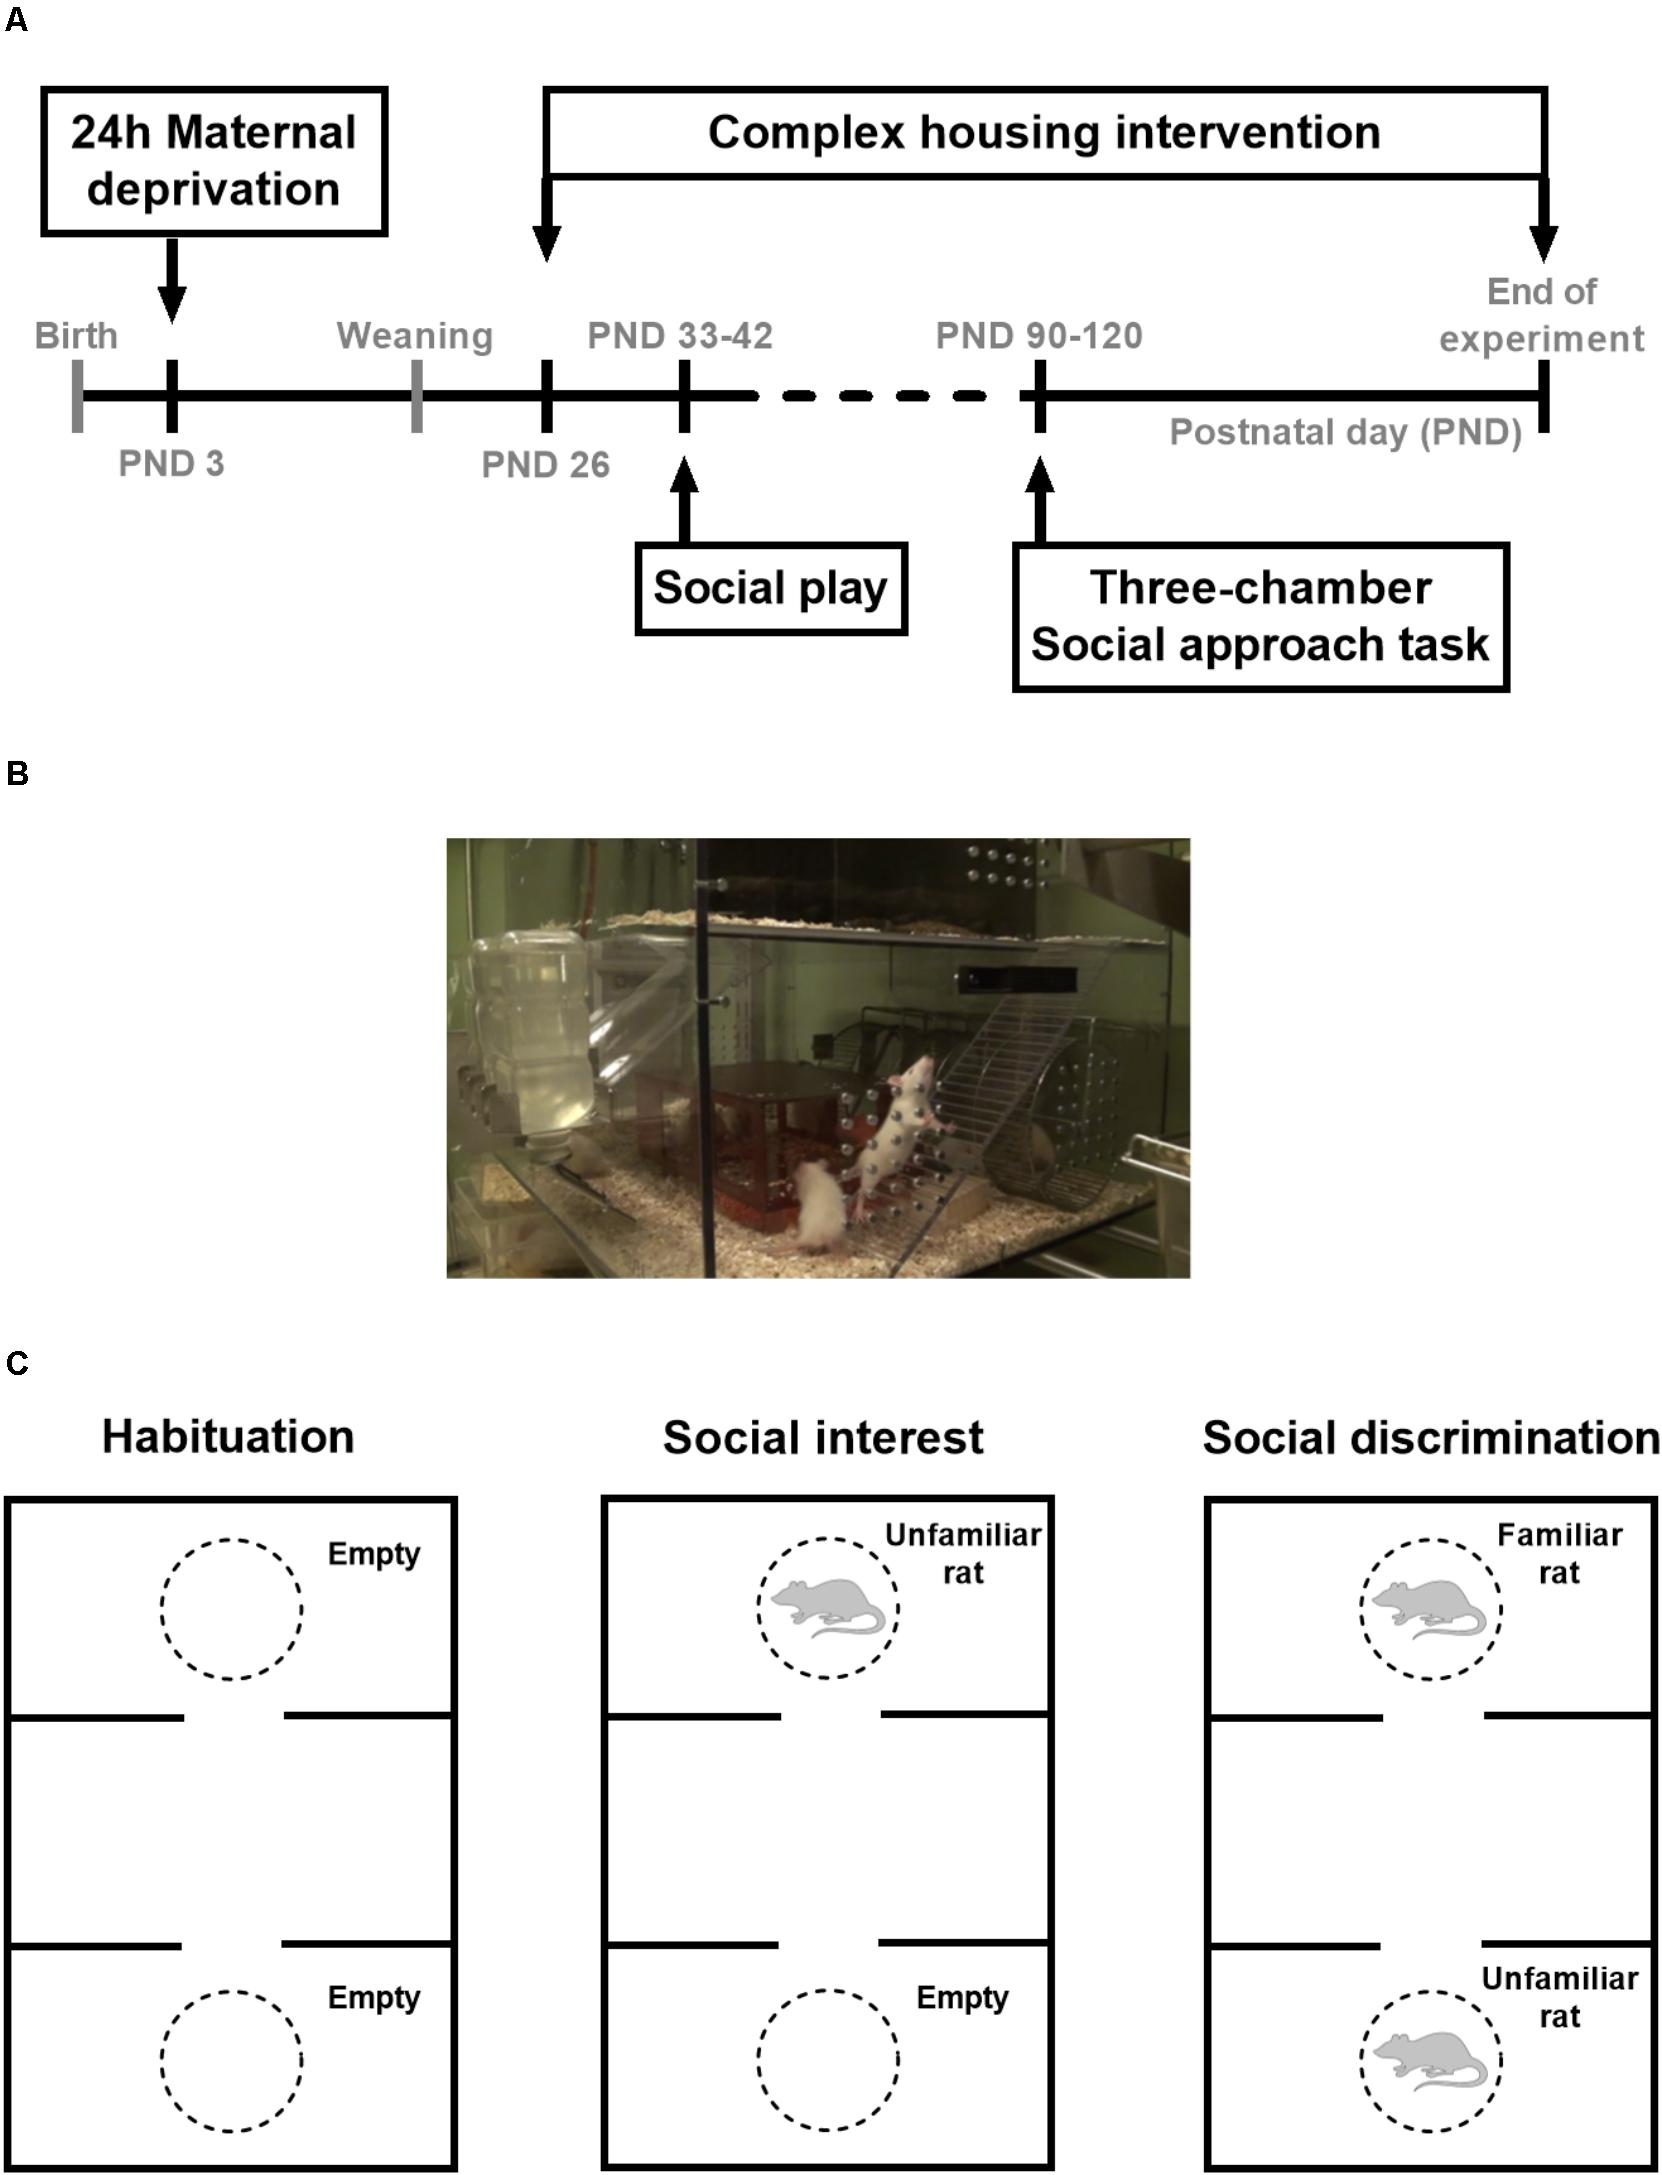 A
24h Maternal
deprivation
Complex housing intervention
Birth
Weaning
PND 33-42
PND 90-120
End of
experiment
PND 3
PND 26
Postnatal day (PND)
Social play
Three-chamber
Social approach task
B
C
Habituation
Social interest
Social discrimination
Empty
Unfamiliar
rat
Familiar
rat
Empty
Empty
Unfamiliar
rat